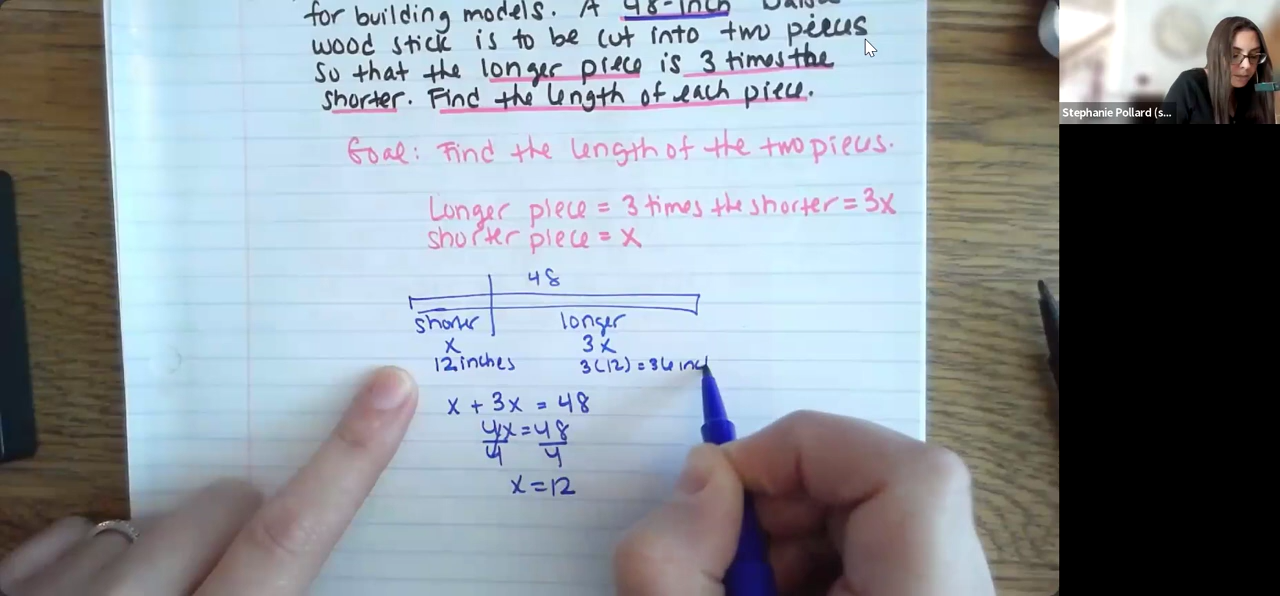 for building models. A 48-inch Balsa
wood stick is to be cut into two pieces
so that the longer piece is 3 times the
shorter. Find the length of each piece.
Goal: Find the length of the two pieces.
Longer piece = 3 times the shorter = 3x
shorter piece = x
48
shorter longer
x 3x
12 inches 3(12) = 36 inch
x + 3x = 48
4x = 48
4 4
x = 12
Stephanie Pollard (s...